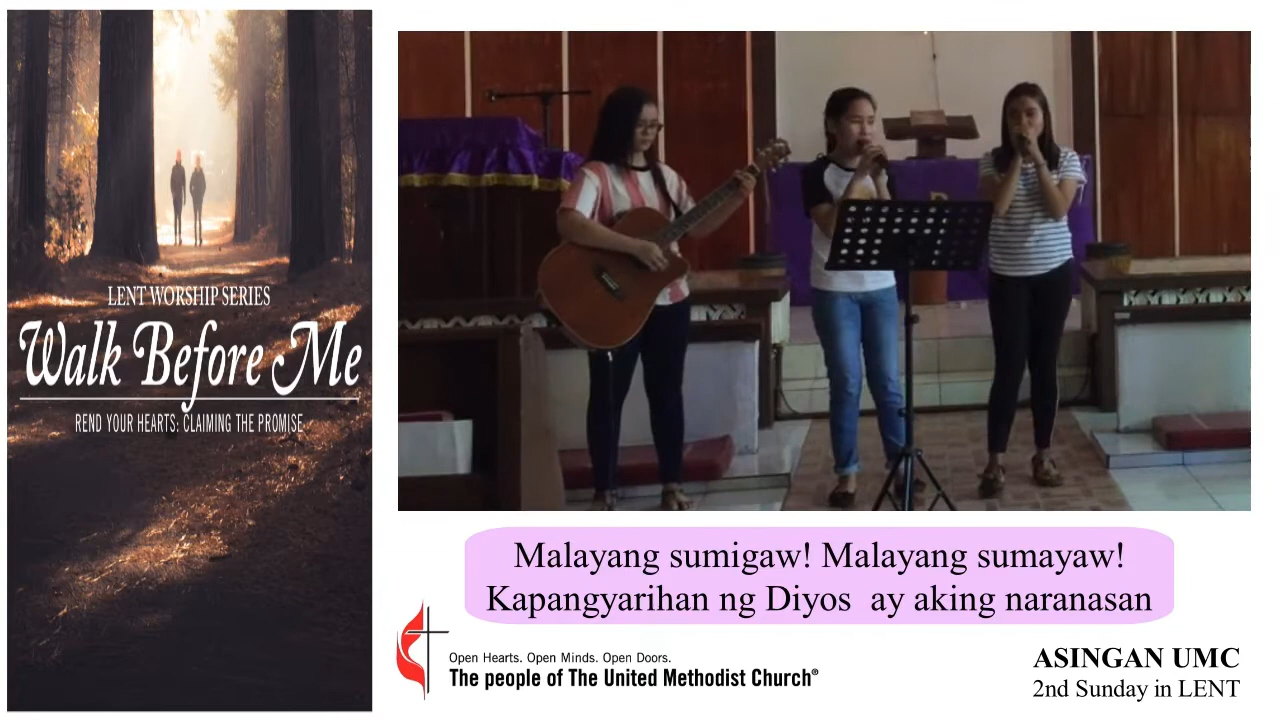 LENT WORSHIP SERIES
Walk Before Me
REND YOUR HEARTS: CLAIMING THE PROMISE
Malayang sumigaw! Malayang sumayaw!
Kapangyarihan ng Diyos ay aking naranasan
Open Hearts. Open Minds. Open Doors.
The people of The United Methodist Church®
ASINGAN UMC
2nd Sunday in LENT